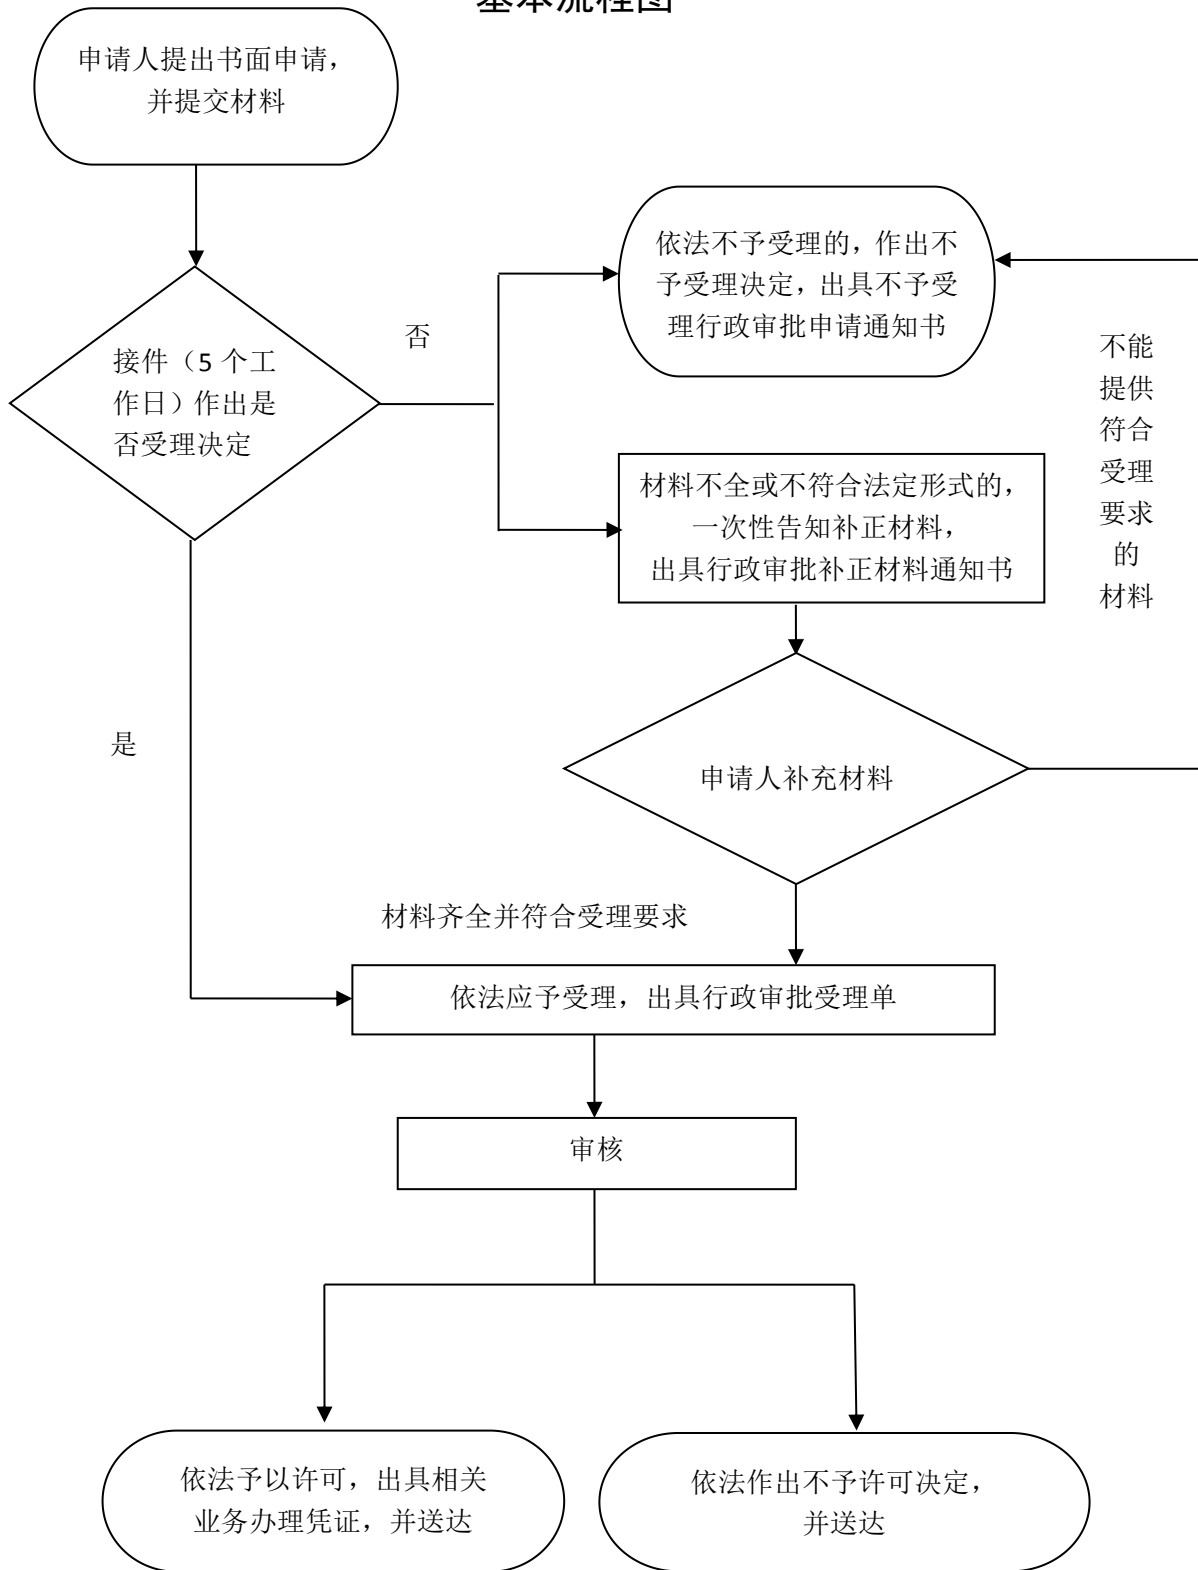 基本流程图
申请人提出书面申请，
并提交材料
依法不予受理的，作出不
予受理决定，出具不予受
理行政审批申请通知书
否
接件（5 个工
作日）作出是
否受理决定
不能
提供
符合
受理
要求
的
材料
材料不全或不符合法定形式的，
一次性告知补正材料，
出具行政审批补正材料通知书
是
申请人补充材料
材料齐全并符合受理要求
依法应予受理，出具行政审批受理单
审核
依法予以许可，出具相关
业务办理凭证，并送达
依法作出不予许可决定，
并送达